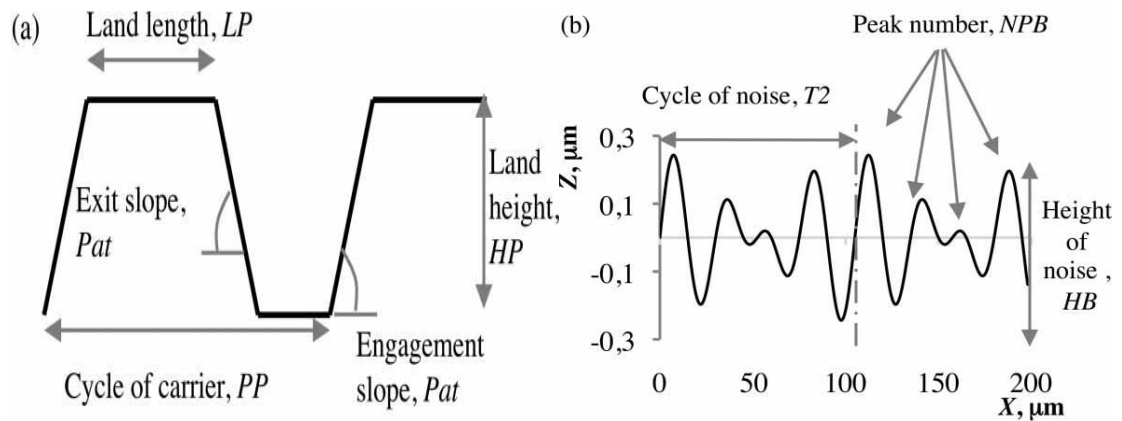 (a)
Land length, LP
Exit slope,
Pat
Land
height,
HP
Cycle of carrier, PP
Engagement
slope, Pat
(b)
Peak number, NPB
Cycle of noise, T2
Z, µm
0,3
0,1
-0,1
-0,3
0 50 100 150 200
X, µm
Height
of
noise ,
HB